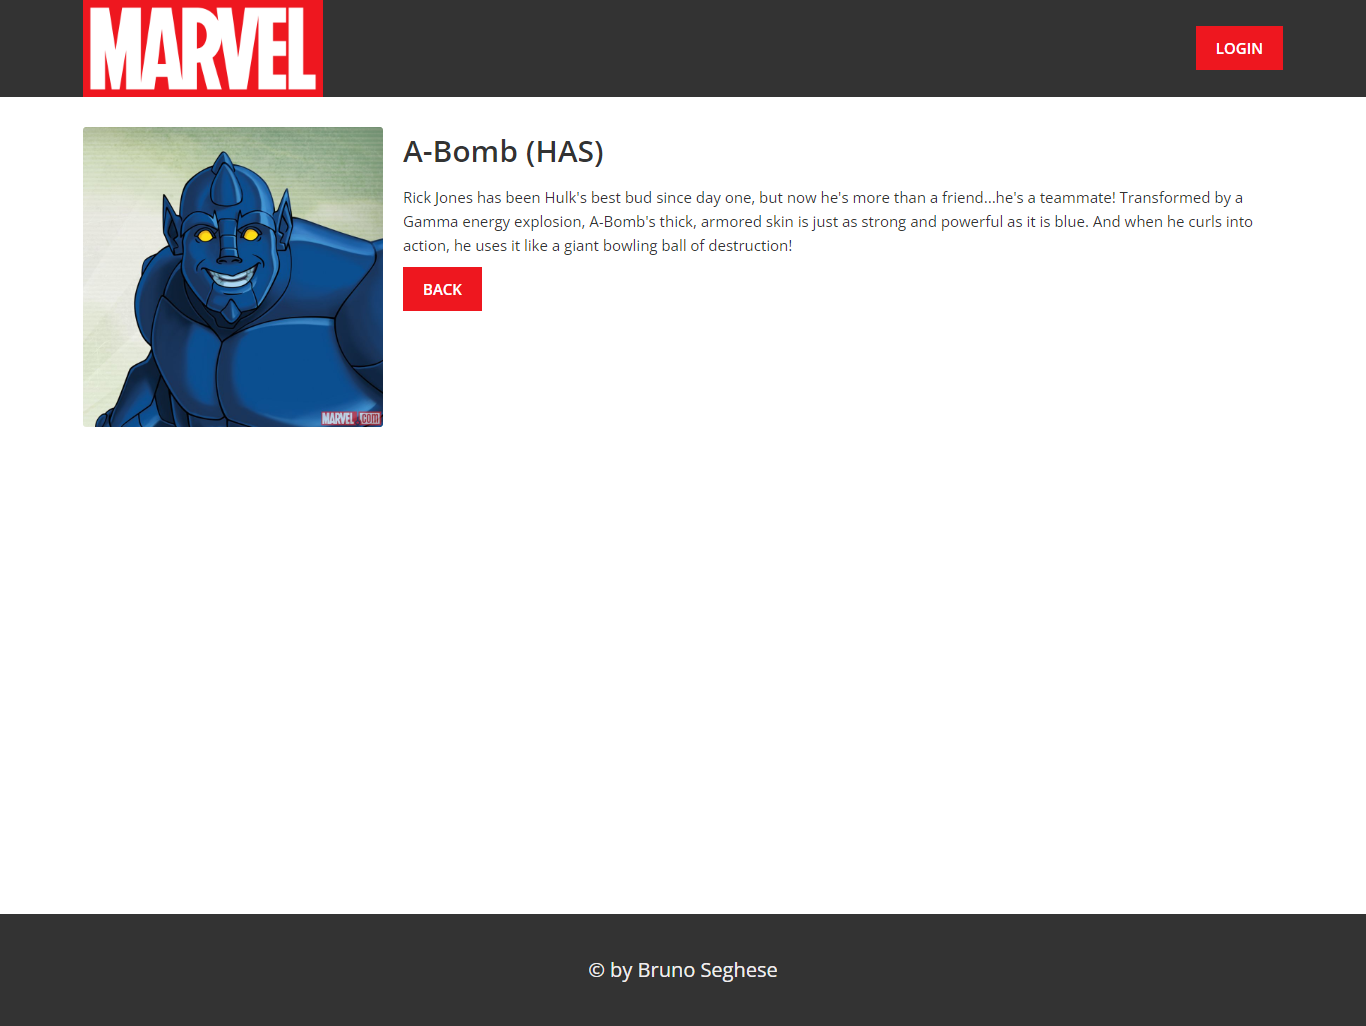 MARVEL
LOGIN
A-Bomb (HAS)
Rick Jones has been Hulk's best bud since day one, but now he's more than a friend...he's a teammate! Transformed by a
Gamma energy explosion, A-Bomb's thick, armored skin is just as strong and powerful as it is blue. And when he curls into
action, he uses it like a giant bowling ball of destruction!
BACK
MARVEL
© by Bruno Seghese